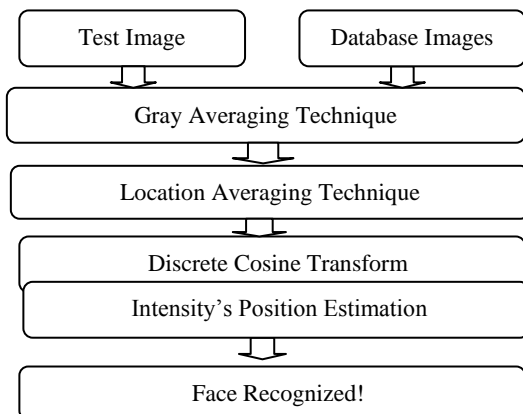 Test Image
Database Images
Gray Averaging Technique
Location Averaging Technique
Discrete Cosine Transform
Intensity’s Position Estimation
Face Recognized!